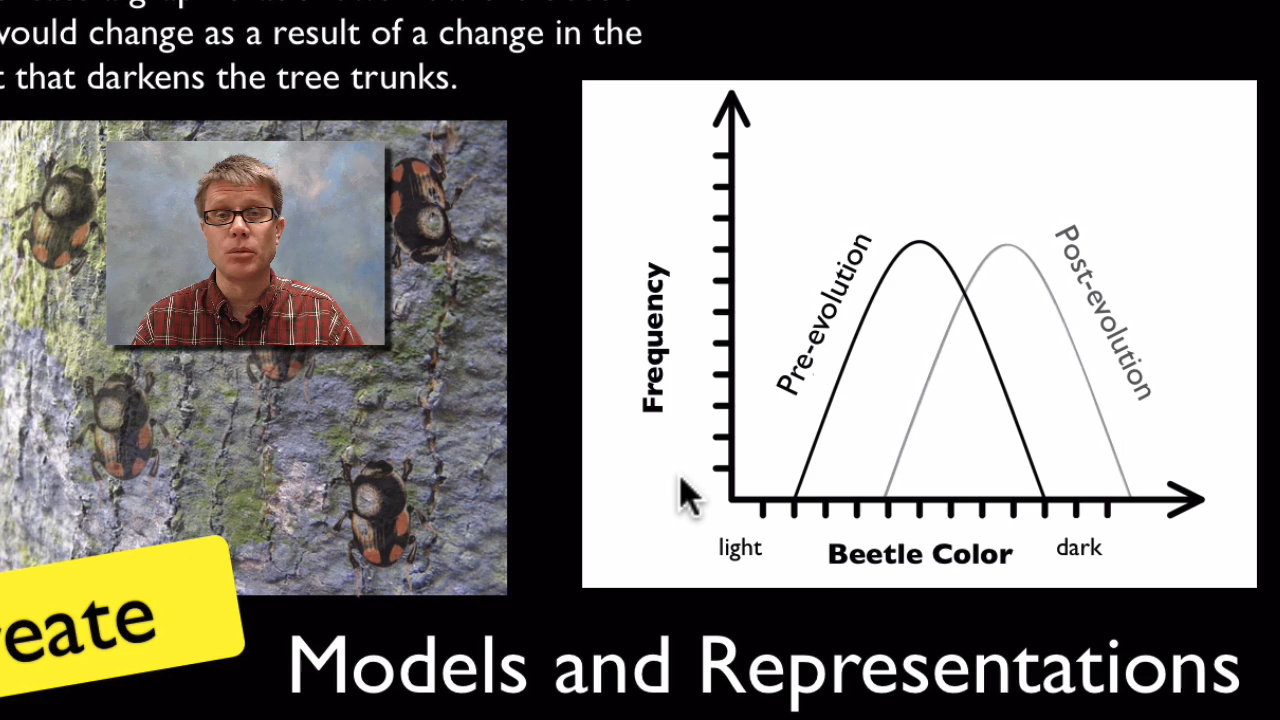 would change as a result of a change in the
that darkens the tree trunks.
Frequency
Pre-evolution
Post-evolution
light
Beetle Color
dark
reate
Models and Representations